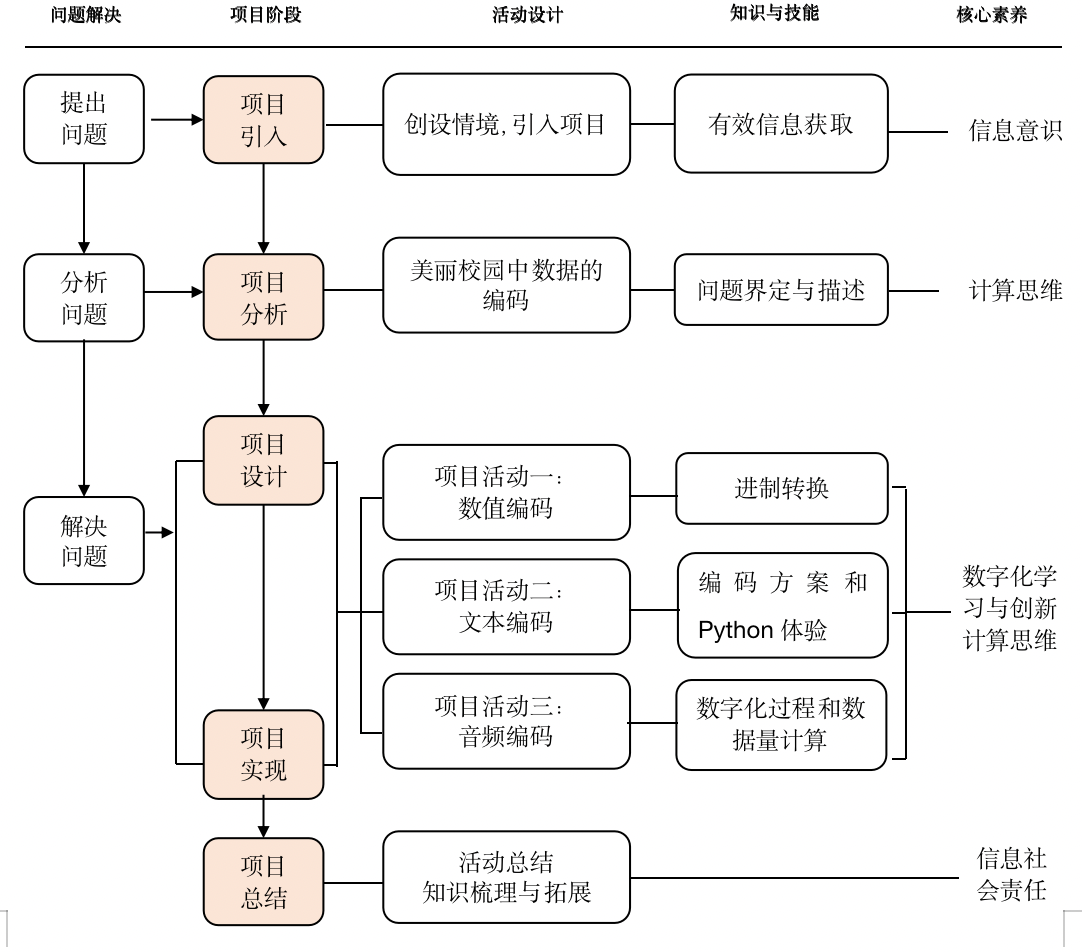 问题解决 项目阶段 活动设计 知识与技能 核心素养
提出
问题
项目
引入
创设情境,引入项目
有效信息获取
信息意识
分析
问题
项目
分析
美丽校园中数据的
编码
问题界定与描述
计算思维
解决
问题
项目
设计
项目活动一:
数值编码
进制转换
项目活动二:
文本编码
编码方案和
Python 体验
项目活动三:
音频编码
数字化过程和数
据量计算
数字化学
习与创新
计算思维
项目
实现
项目
总结
活动总结
知识梳理与拓展
信息社
会责任